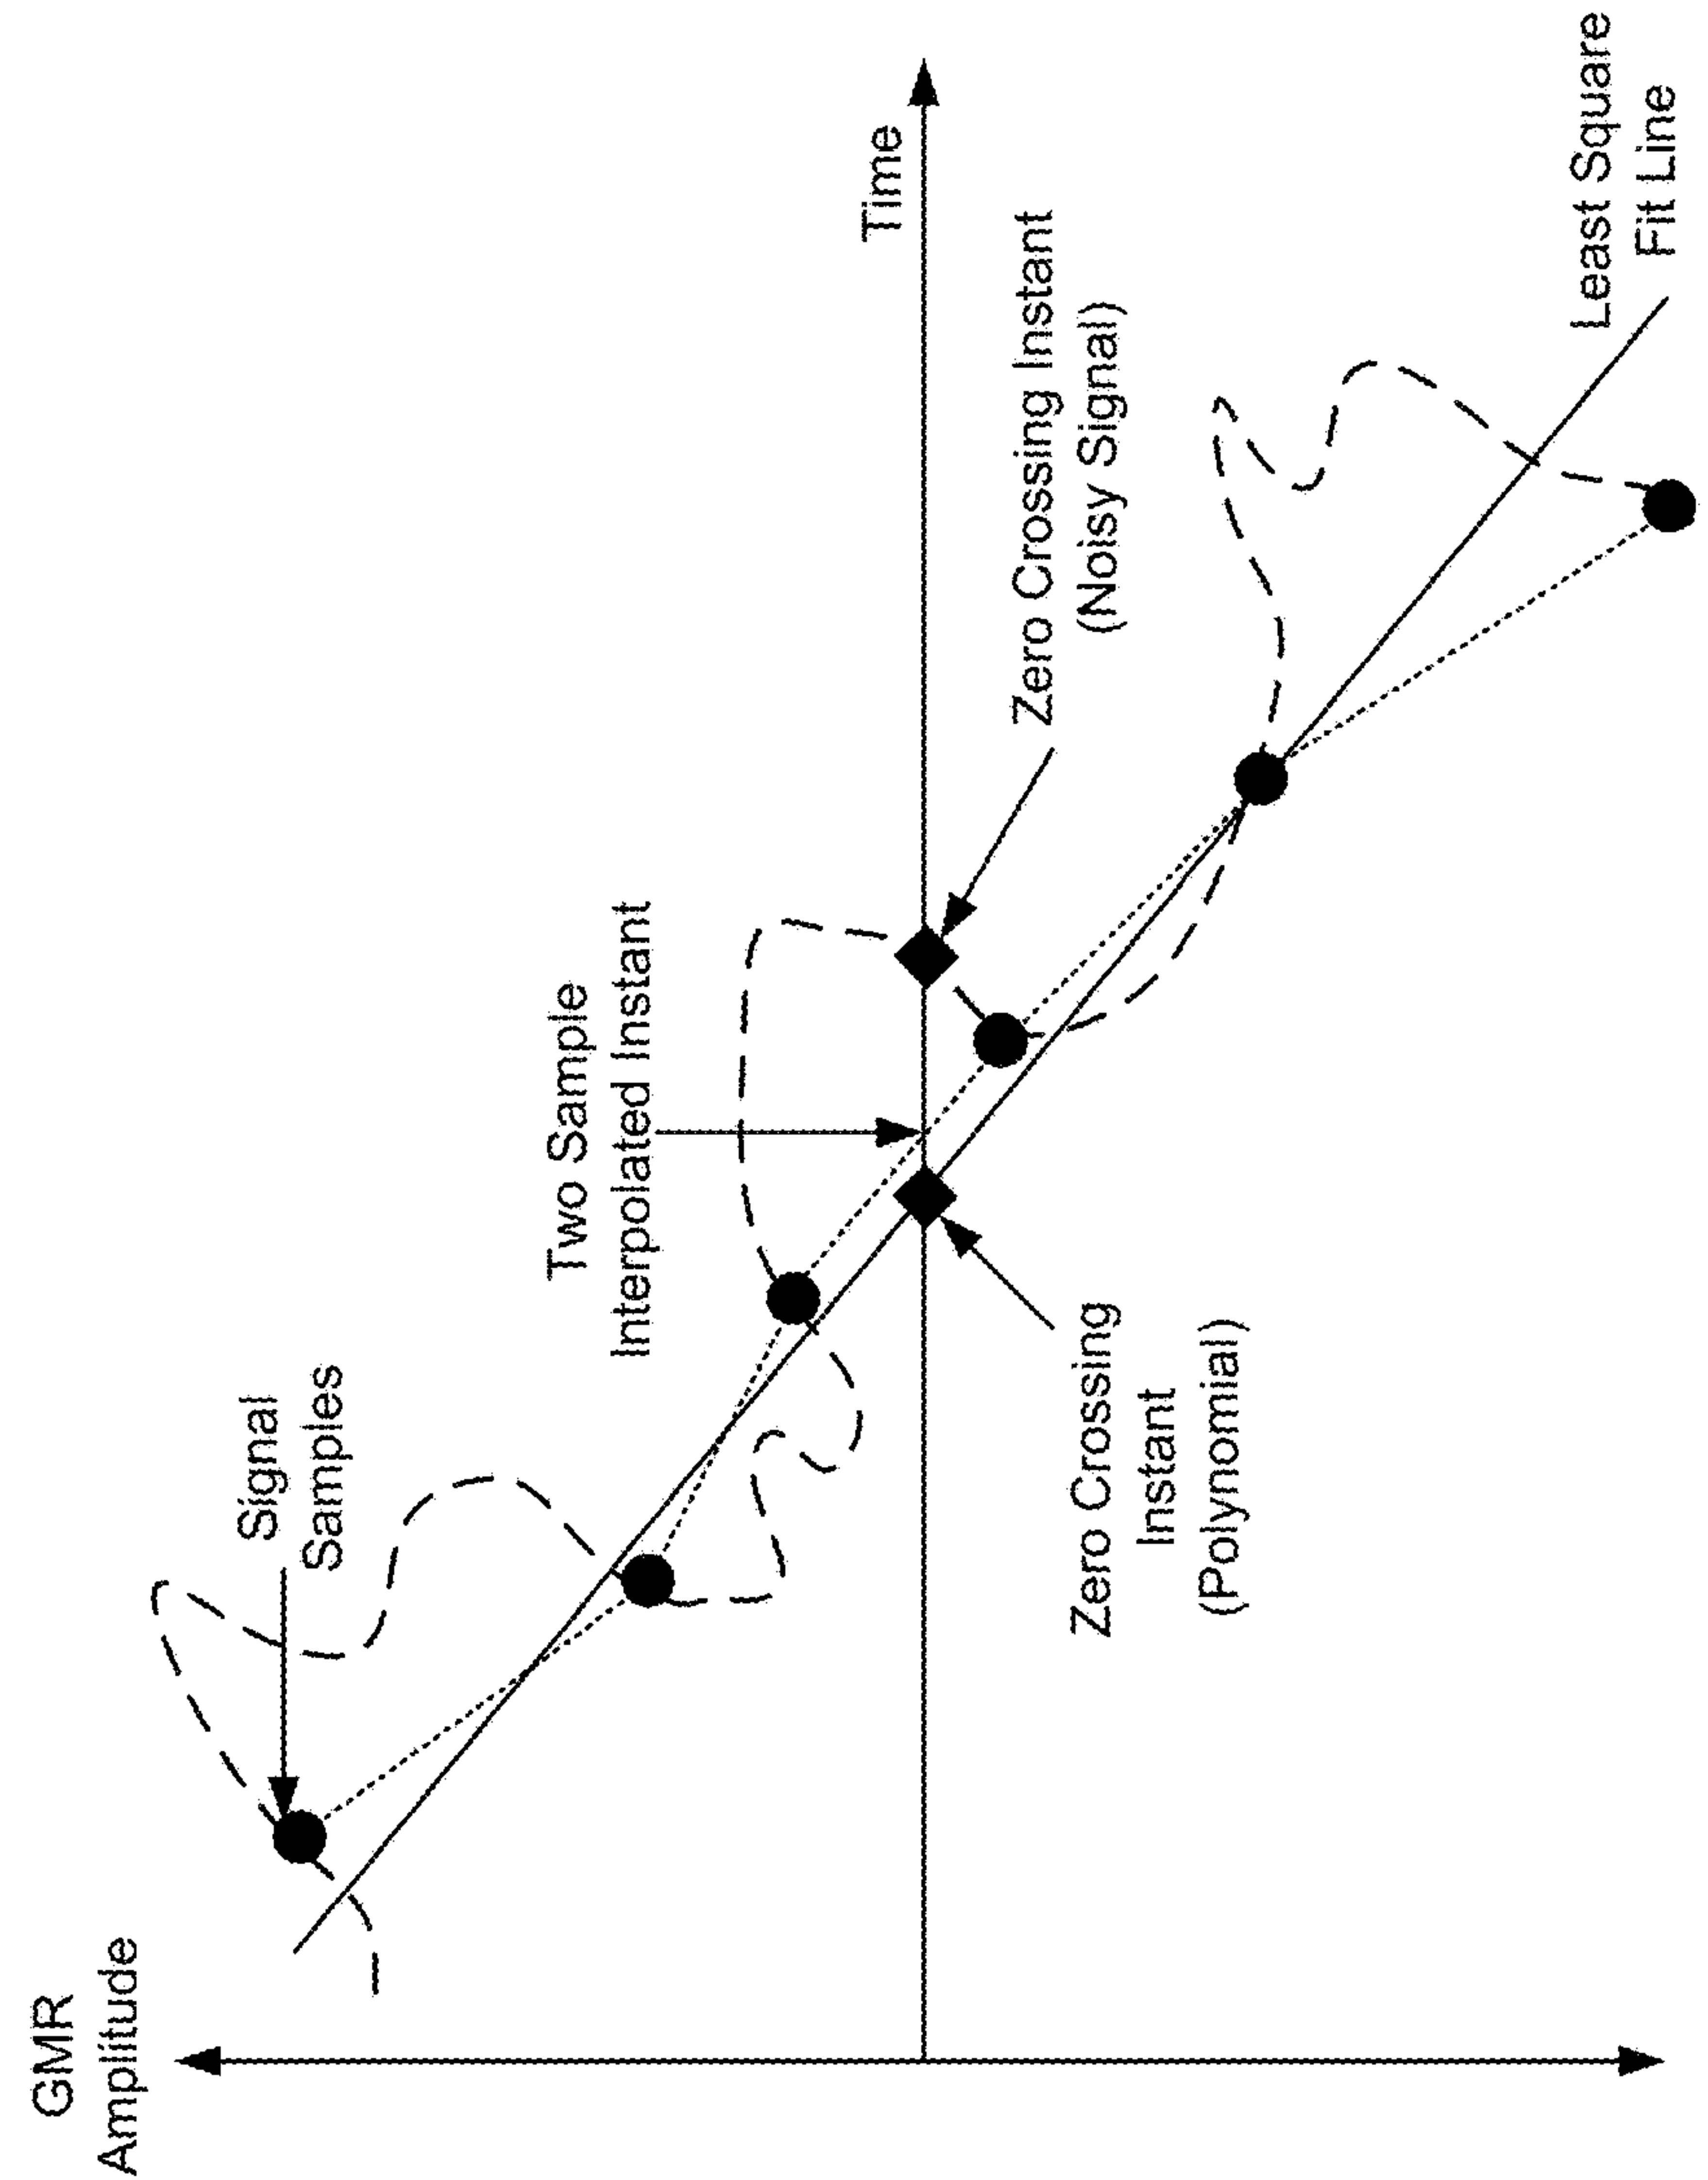 GMR
Amplitude
Signal
Samples
Two Sample
Interpolated Instant
Time
Zero Crossing
Instant
(Polynomial)
Zero Crossing Instant
(Noisy Signal)
Least Square
Fit Line